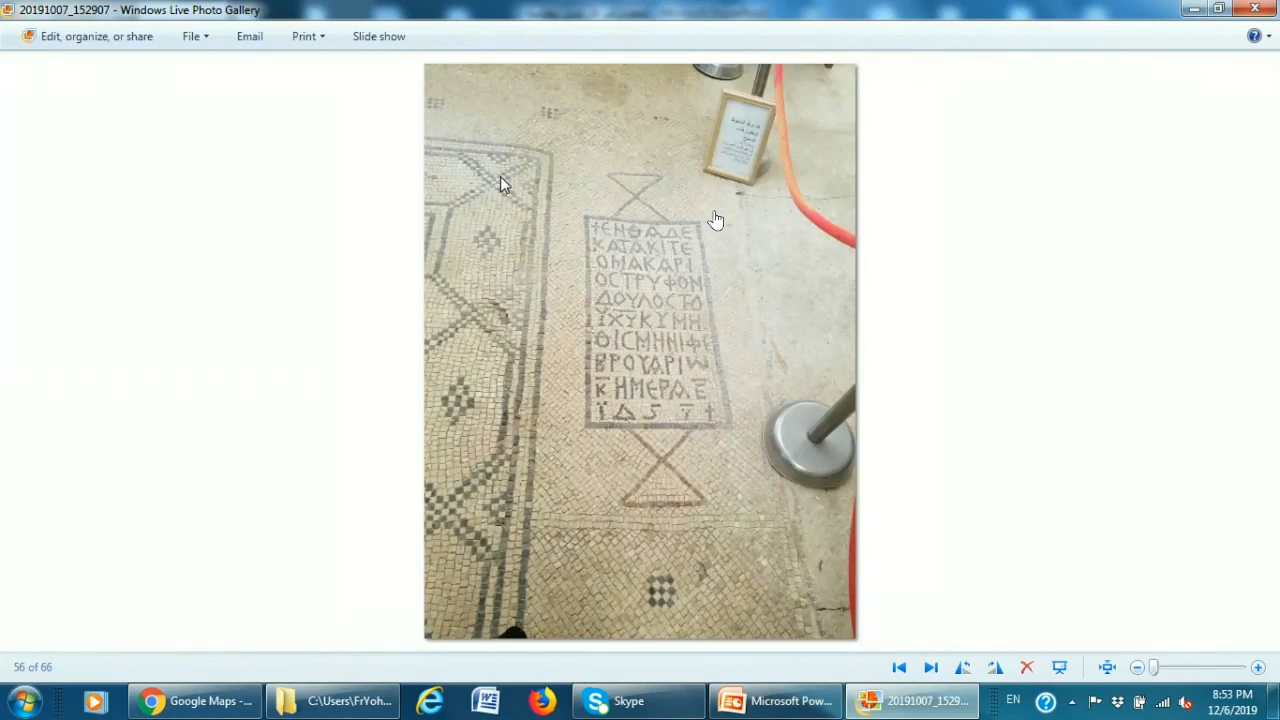 20191007_152907 - Windows Live Photo Gallery
Edit, organize, or share File Email Print Slide show
+ΕΝΘΑΔΕ
ΚΑΤΑΚΙΤΕ
ΟΜΑΚΑΡΙ
ΟϹΤΡΥΦΟΝ
ΔΟΥΛΟϹΤΟ
ΥΧΥΚΥΜΗ
ΘΙϹΜΗΝΙΦΕ
ΒΡΟΥΑΡΙω
Κ̅ΗΜΕΡΑΕ̅
56 of 66
Google Maps -... C:\Users\FrYoh... Skype Microsoft Pow... 20191007_1529... EN 8:53 PM
12/6/2019